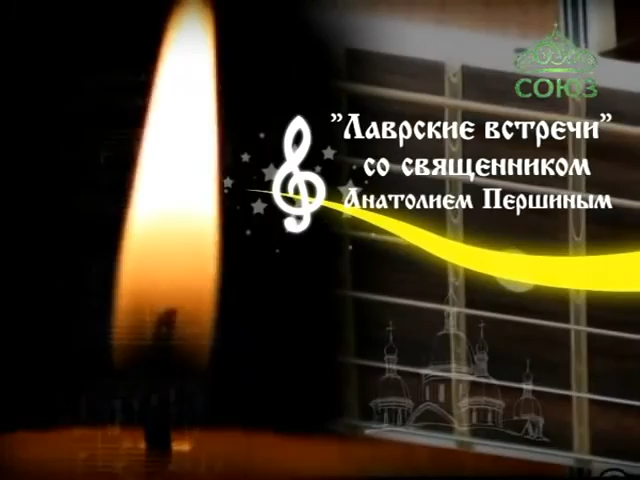 СОЮЗ
"Лаврские встречи"
со священником
Анатолием Першиным